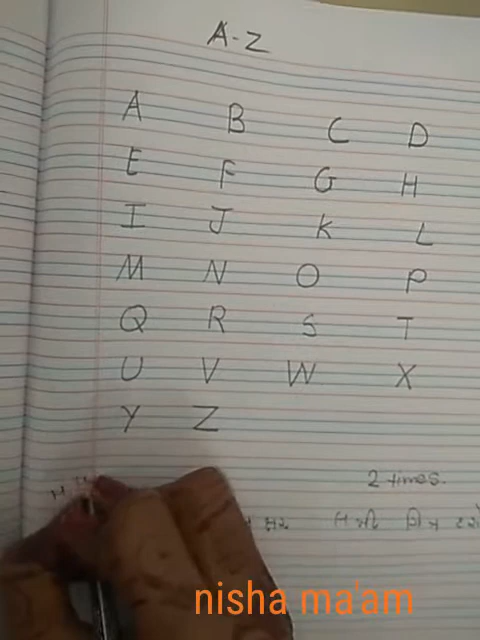 A-Z
A B C D
E F G H
I J K L
M N O P
Q R S T
U V W X
Y Z
2 times.
nisha ma'am